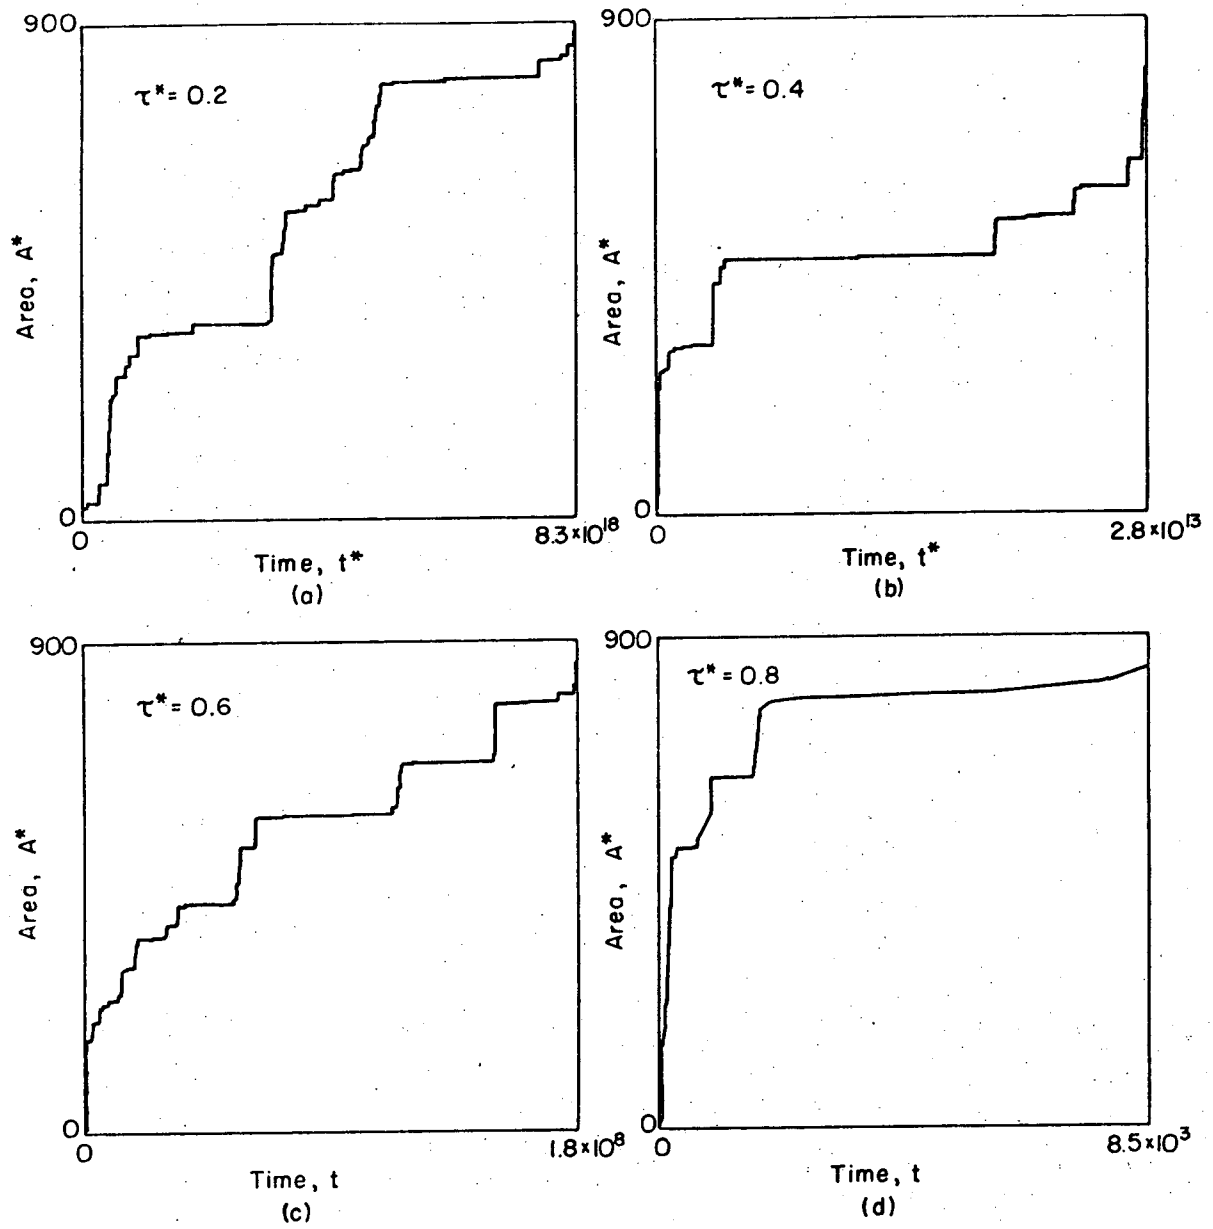 900
τ* = 0.2
Area, A*
0
0
8.3×10¹⁸
Time, t*
(a)
900
τ* = 0.4
Area, A*
0
0
2.8×10¹³
Time, t*
(b)
900
τ* = 0.6
Area, A*
0
0
1.8×10⁸
Time, t
(c)
900
τ* = 0.8
Area, A*
0
0
8.5×10³
Time, t
(d)